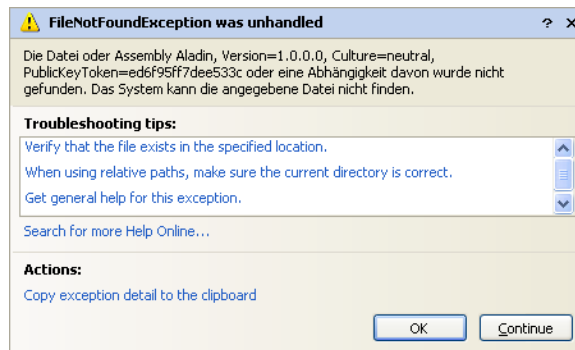 FileNotFoundException was unhandled ? X
Die Datei oder Assembly Aladin, Version=1.0.0.0, Culture=neutral,
PublicKeyToken=ed6f95ff7dee533c oder eine Abhängigkeit davon wurde nicht
gefunden. Das System kann die angegebene Datei nicht finden.
Troubleshooting tips:
Verify that the file exists in the specified location.
When using relative paths, make sure the current directory is correct.
Get general help for this exception.
Search for more Help Online...
Actions:
Copy exception detail to the clipboard
OK Continue